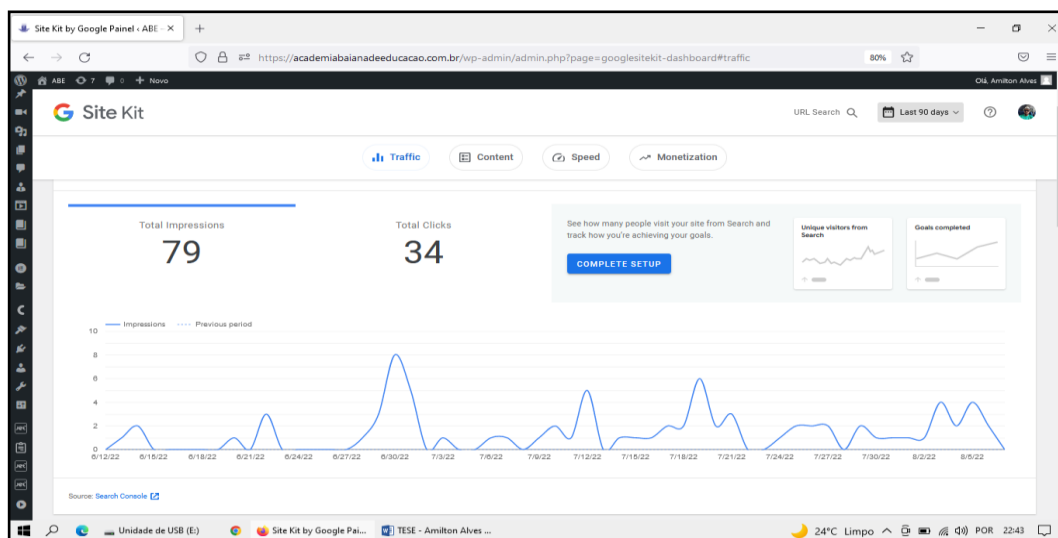 Site Kit by Google Painel ‹ ABE –
https://academiabaianadeeducacao.com.br/wp-admin/admin.php?page=googlesitekit-dashboard#traffic
80%
ABE 7 0 + Novo
Olá, Amilton Alves
G Site Kit
URL Search
Last 90 days
Traffic
Content
Speed
Monetization
Total Impressions
79
Total Clicks
34
See how many people visit your site from Search and
track how you're achieving your goals.
COMPLETE SETUP
Unique visitors from
Search
Goals completed
Impressions
Previous period
10
8
6
4
2
0
6/12/22 6/15/22 6/18/22 6/21/22 6/24/22 6/27/22 6/30/22 7/3/22 7/6/22 7/9/22 7/12/22 7/15/22 7/18/22 7/21/22 7/24/22 7/27/22 7/30/22 8/2/22 8/5/22
Source: Search Console
Unidade de USB (E:)
Site Kit by Google Pai...
TESE - Amilton Alves ...
24°C Limpo
POR
22:43